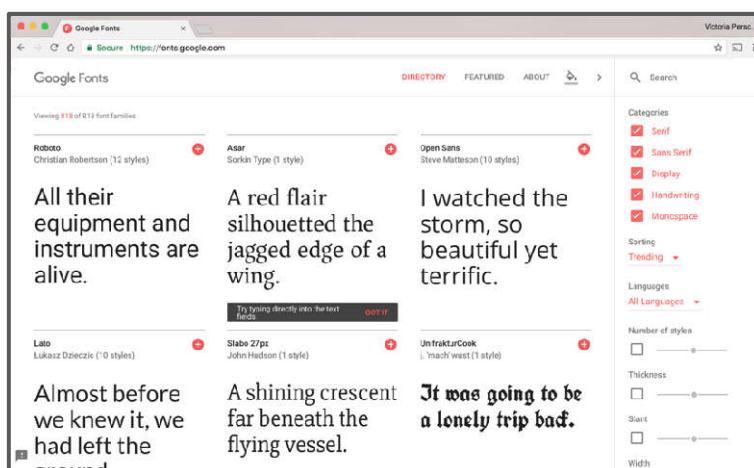 Google Fonts
Victoria Persc
Secure https://fonts.google.com
Google Fonts
DIRECTORY FEATURED ABOUT
Search
Viewing 818 of 818 font families
Roboto
Christian Robertson (12 styles)
All their
equipment and
instruments are
alive.
Asar
Sorkin Type (1 style)
A red flair
silhouetted the
jagged edge of a
wing.
Open Sans
Steve Matteson (10 styles)
I watched the
storm, so
beautiful yet
terrific.
Try typing directly into the text
fields
GOT IT
Lato
Łukasz Dziedzic (10 styles)
Almost before
we knew it, we
had left the
ground
Slabo 27px
John Hudson (1 style)
A shining crescent
far beneath the
flying vessel.
UnifrakturCook
j. 'mach' wust (1 style)
It was going to be
a lonely trip back.
Categories
Serif
Sans Serif
Display
Handwriting
Monospace
Sorting
Trending
Languages
All Languages
Number of styles
Thickness
Slant
Width